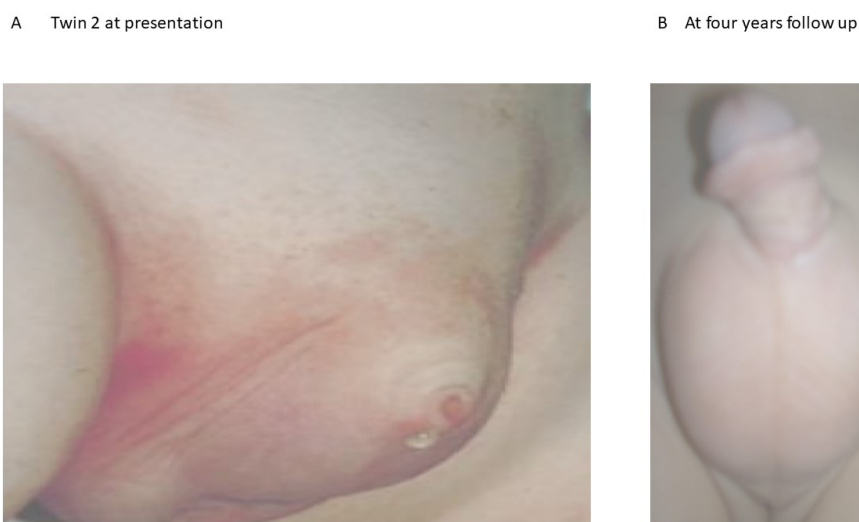 A Twin 2 at presentation
B At four years follow up